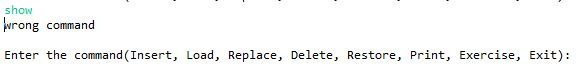 show
wrong command
Enter the command(Insert, Load, Replace, Delete, Restore, Print, Exercise, Exit):